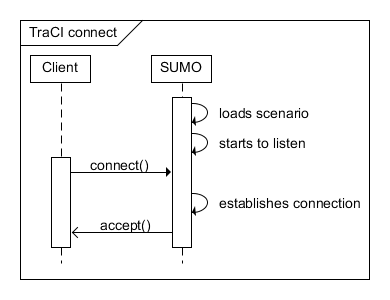 TraCI connect
Client
SUMO
loads scenario
starts to listen
connect()
establishes connection
accept()